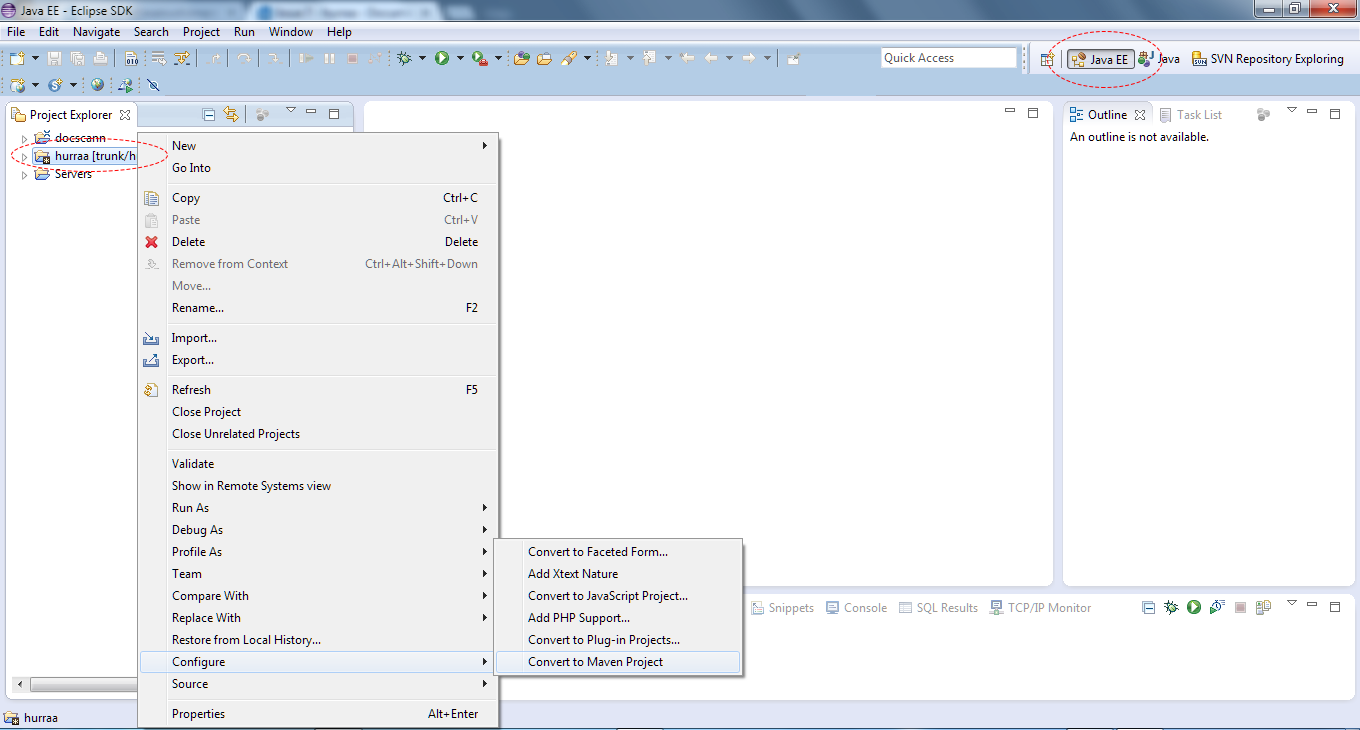 Java EE - Eclipse SDK
File Edit Navigate Search Project Run Window Help
Quick Access
Java EE
Java
SVN Repository Exploring
Project Explorer
docscann
hurraa [trunk/h
Servers
New
Go Into
Copy Ctrl+C
Paste Ctrl+V
Delete Delete
Remove from Context Ctrl+Alt+Shift+Down
Move...
Rename... F2
Import...
Export...
Refresh F5
Close Project
Close Unrelated Projects
Validate
Show in Remote Systems view
Run As
Debug As
Profile As
Team
Compare With
Replace With
Restore from Local History...
Configure
Source
Properties Alt+Enter
Convert to Faceted Form...
Add Xtext Nature
Convert to JavaScript Project...
Add PHP Support...
Convert to Plug-in Projects...
Convert to Maven Project
Outline
Task List
An outline is not available.
Snippets
Console
SQL Results
TCP/IP Monitor
hurraa